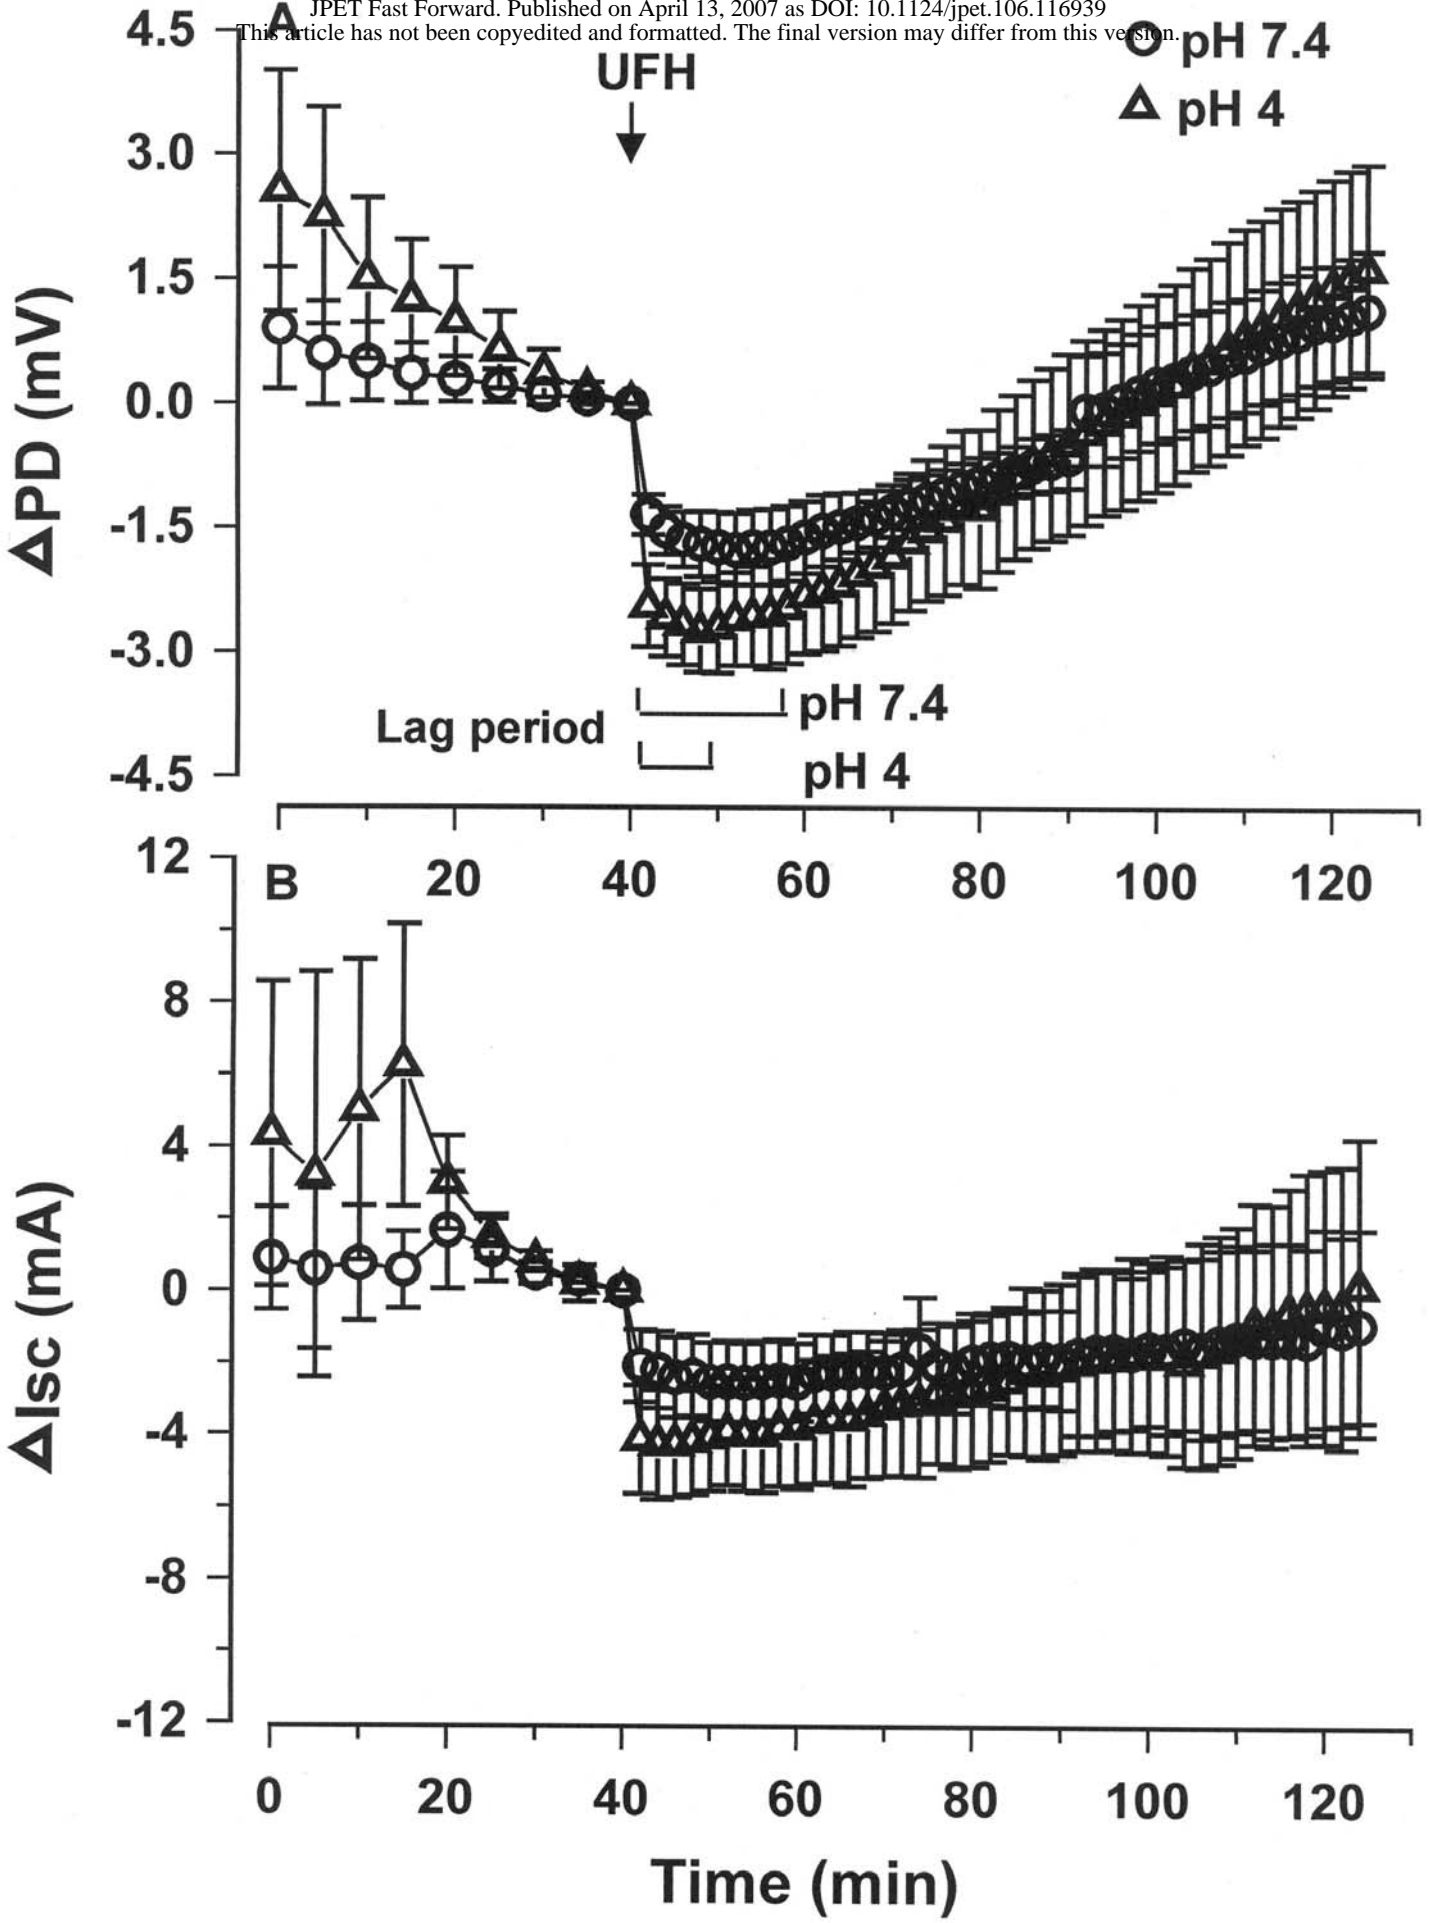 JPET Fast Forward. Published on April 13, 2007 as DOI: 10.1124/jpet.106.116939
This article has not been copyedited and formatted. The final version may differ from this version.
A
4.5
3.0
1.5
0.0
-1.5
-3.0
-4.5
ΔPD (mV)
UFH
pH 7.4
pH 4
Lag period
pH 7.4
pH 4
20 40 60 80 100 120
B
12
8
4
0
-4
-8
-12
ΔIsc (mA)
0 20 40 60 80 100 120
Time (min)